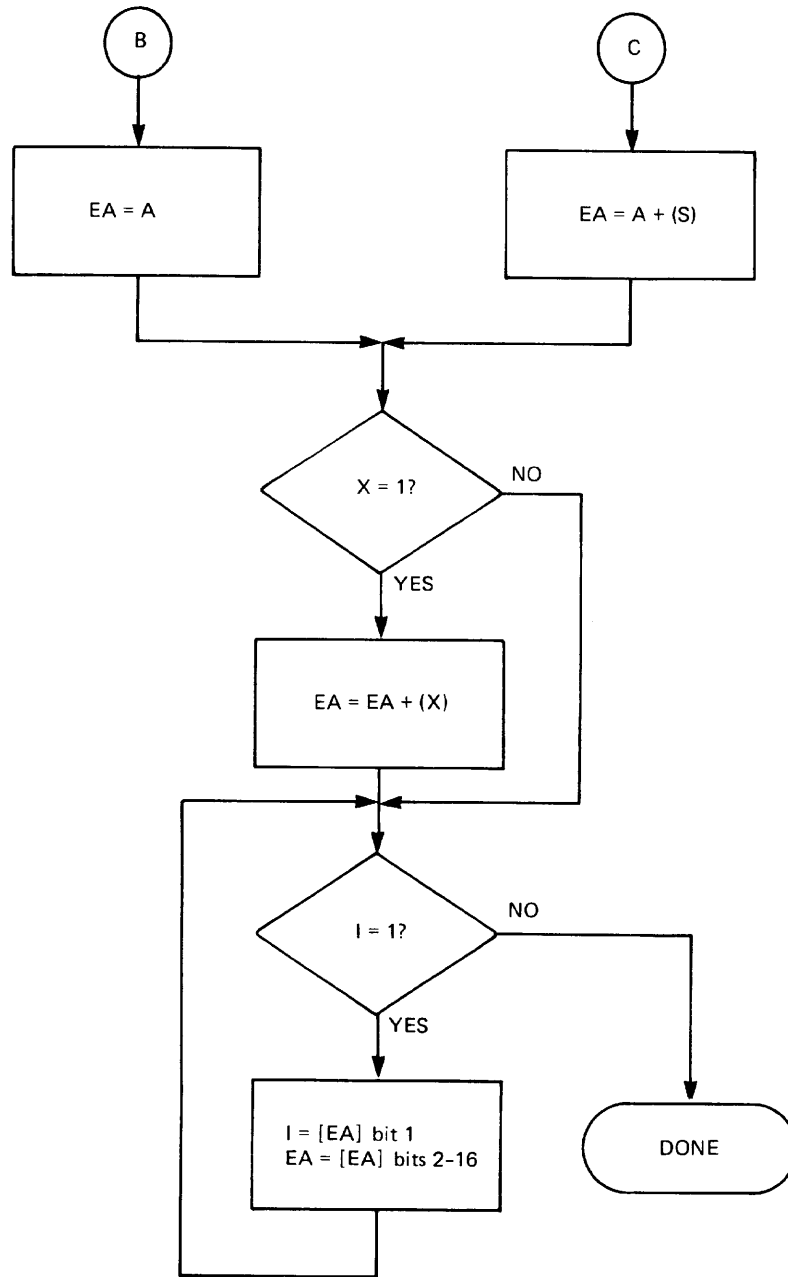 B
C
EA = A
EA = A + (S)
X = 1?
NO
YES
EA = EA + (X)
I = 1?
NO
YES
I = [EA] bit 1
EA = [EA] bits 2-16
DONE